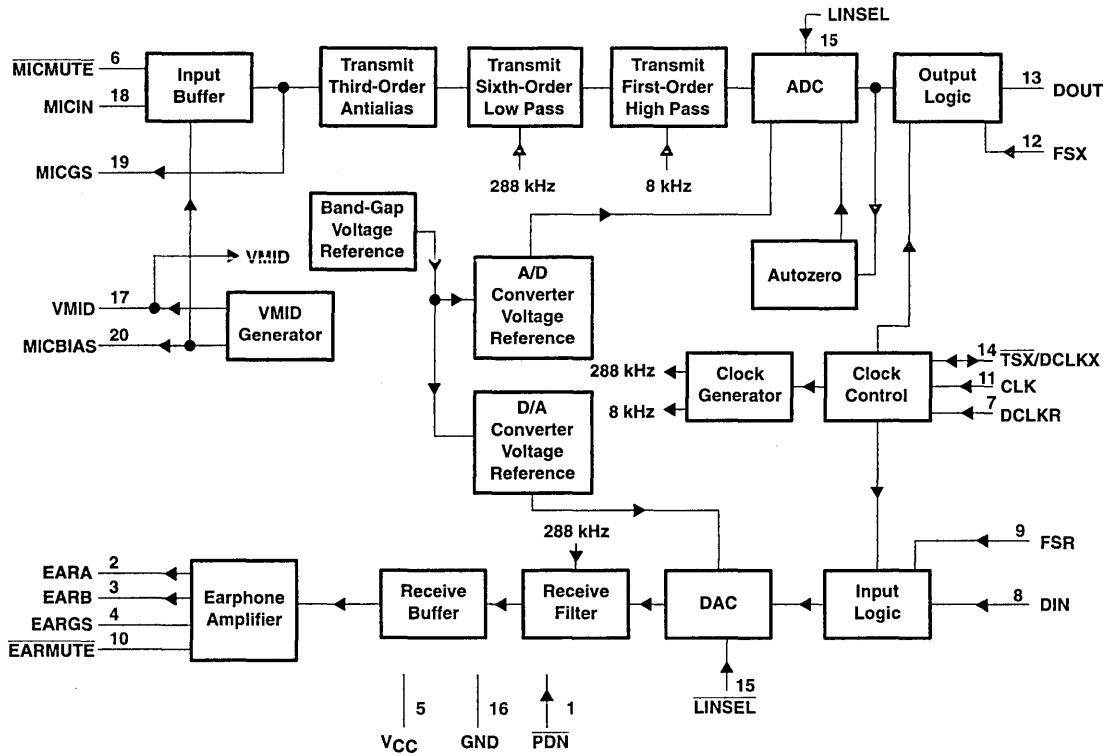 LINSEL
15
6
MICMUTE
18
MICIN
Input
Buffer
Transmit
Third-Order
Antialias
Transmit
Sixth-Order
Low Pass
Transmit
First-Order
High Pass
ADC
Output
Logic
13
DOUT
12
FSX
19
MICGS
288 kHz
8 kHz
Band-Gap
Voltage
Reference
VMID
A/D
Converter
Voltage
Reference
Autozero
17
VMID
20
MICBIAS
VMID
Generator
288 kHz
8 kHz
Clock
Generator
Clock
Control
14
TSX/DCLKX
11
CLK
7
DCLKR
D/A
Converter
Voltage
Reference
288 kHz
9
FSR
8
DIN
2
EARA
3
EARB
4
EARGS
10
EARMUTE
Earphone
Amplifier
Receive
Buffer
Receive
Filter
DAC
Input
Logic
15
LINSEL
5
VCC
16
GND
1
PDN